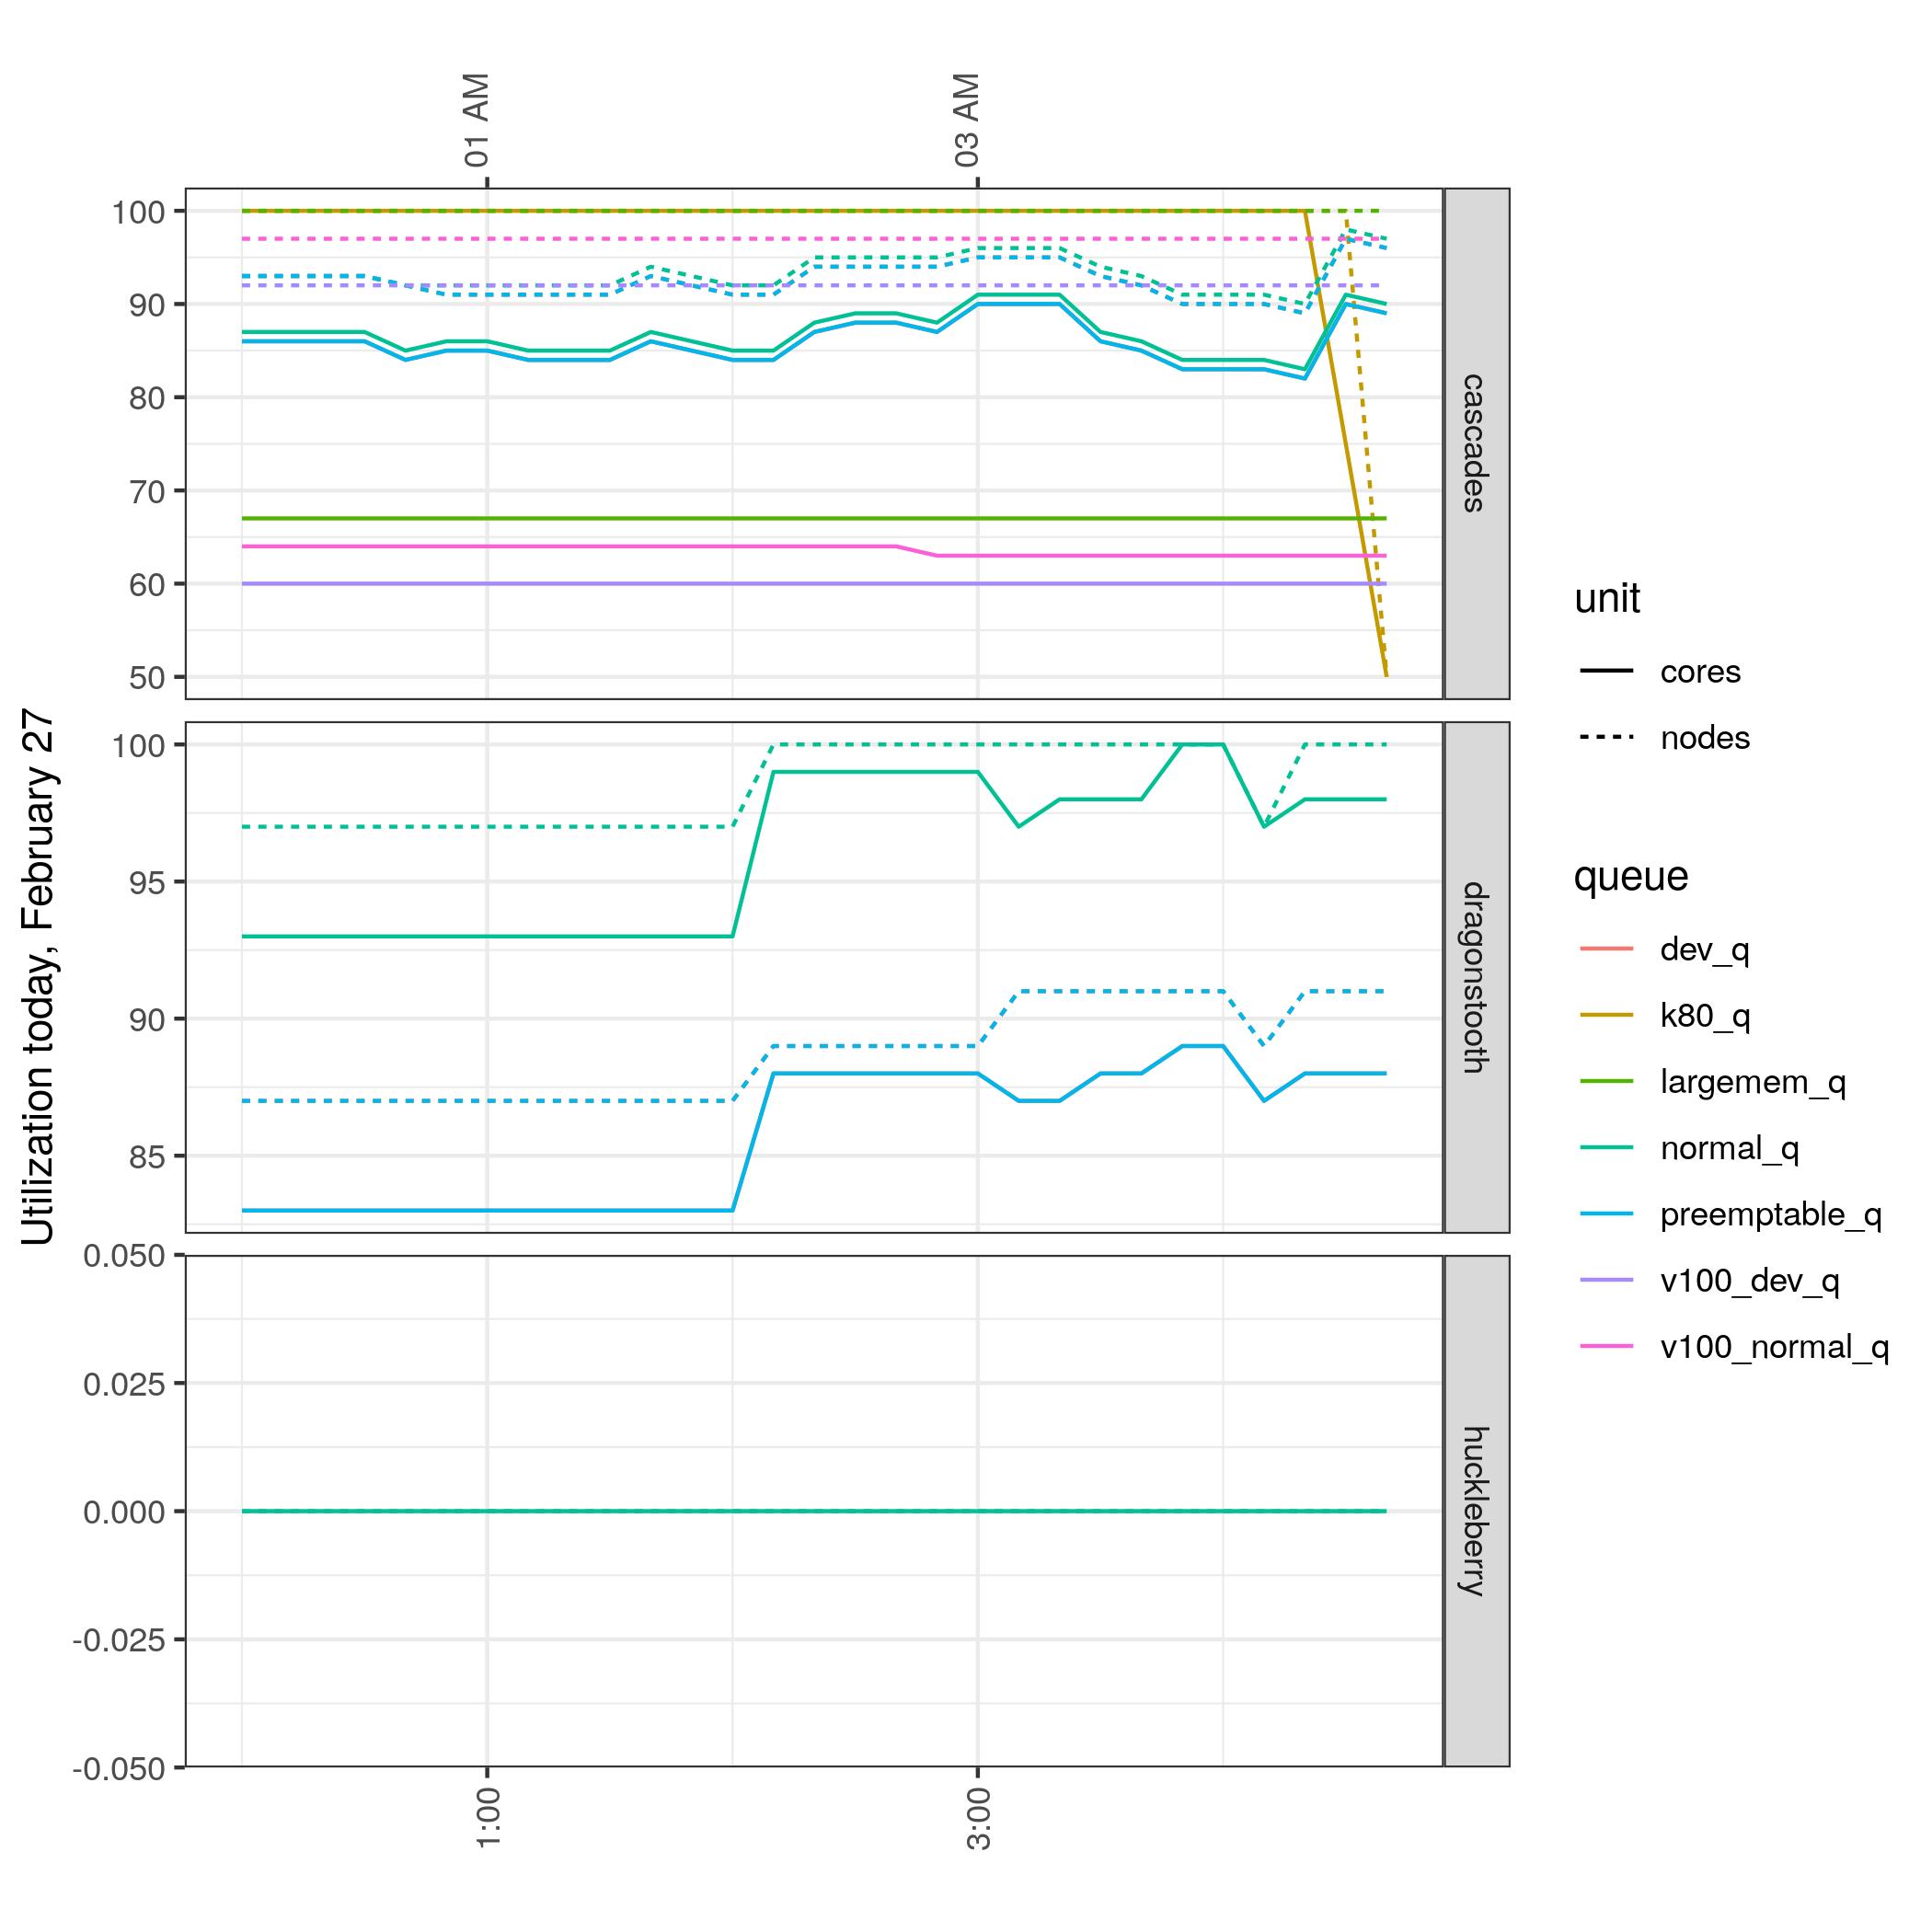 01 AM
03 AM
100
90
80
70
60
50
cascades
100
95
90
85
dragonstooth
0.050
0.025
0.000
-0.025
-0.050
huckleberry
1:00
3:00
Utilization today, February 27
unit
cores
nodes
queue
dev_q
k80_q
largemem_q
normal_q
preemptable_q
v100_dev_q
v100_normal_q